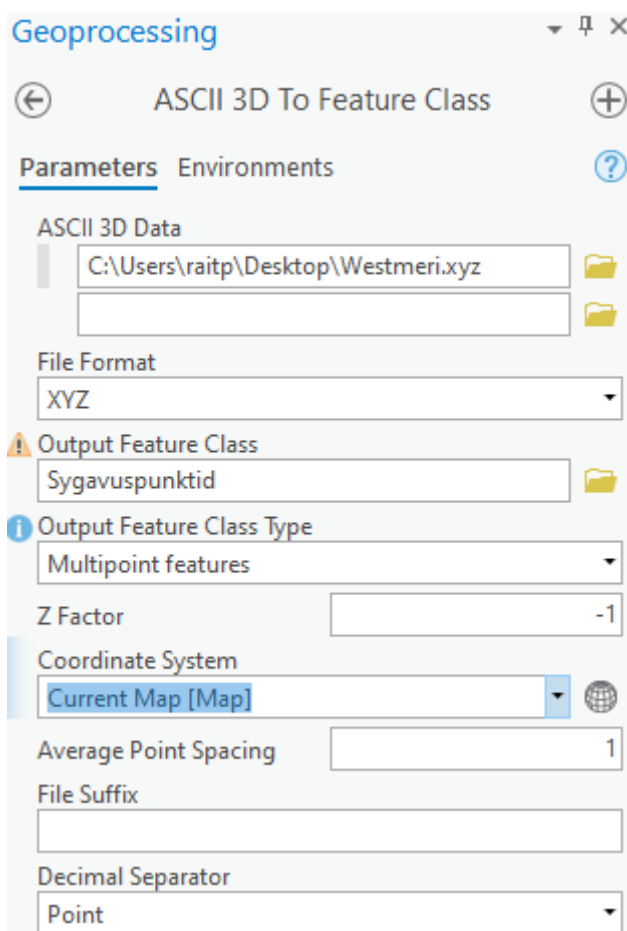 Geoprocessing
ASCII 3D To Feature Class
Parameters Environments
ASCII 3D Data
C:\Users\raitp\Desktop\Westmeri.xyz
File Format
XYZ
Output Feature Class
Sygavuspunktid
Output Feature Class Type
Multipoint features
Z Factor -1
Coordinate System
Current Map [Map]
Average Point Spacing 1
File Suffix
Decimal Separator
Point